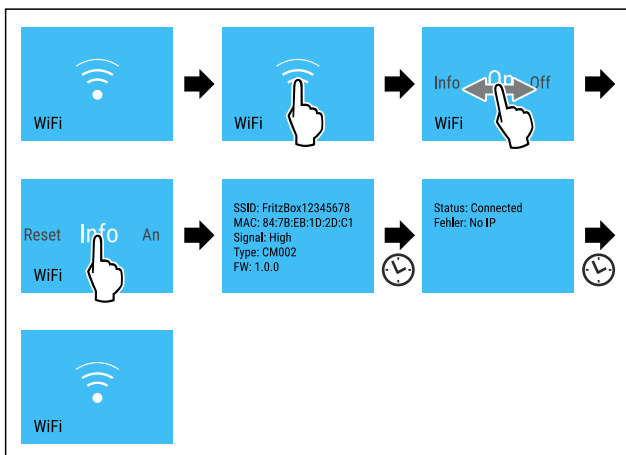 WiFi
WiFi
Info On Off
WiFi
Reset Info An
WiFi
SSID: FritzBox12345678
MAC: 84:7B:EB:1D:2D:C1
Signal: High
Type: CM002
FW: 1.0.0
Status: Connected
Fehler: No IP
WiFi